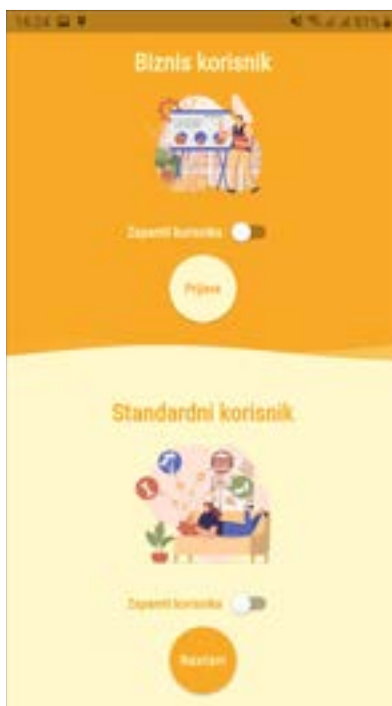 Biznis korisnik
Zapamti korisnika
Prijava
Standardni korisnik
Zapamti korisnika
Nastavi